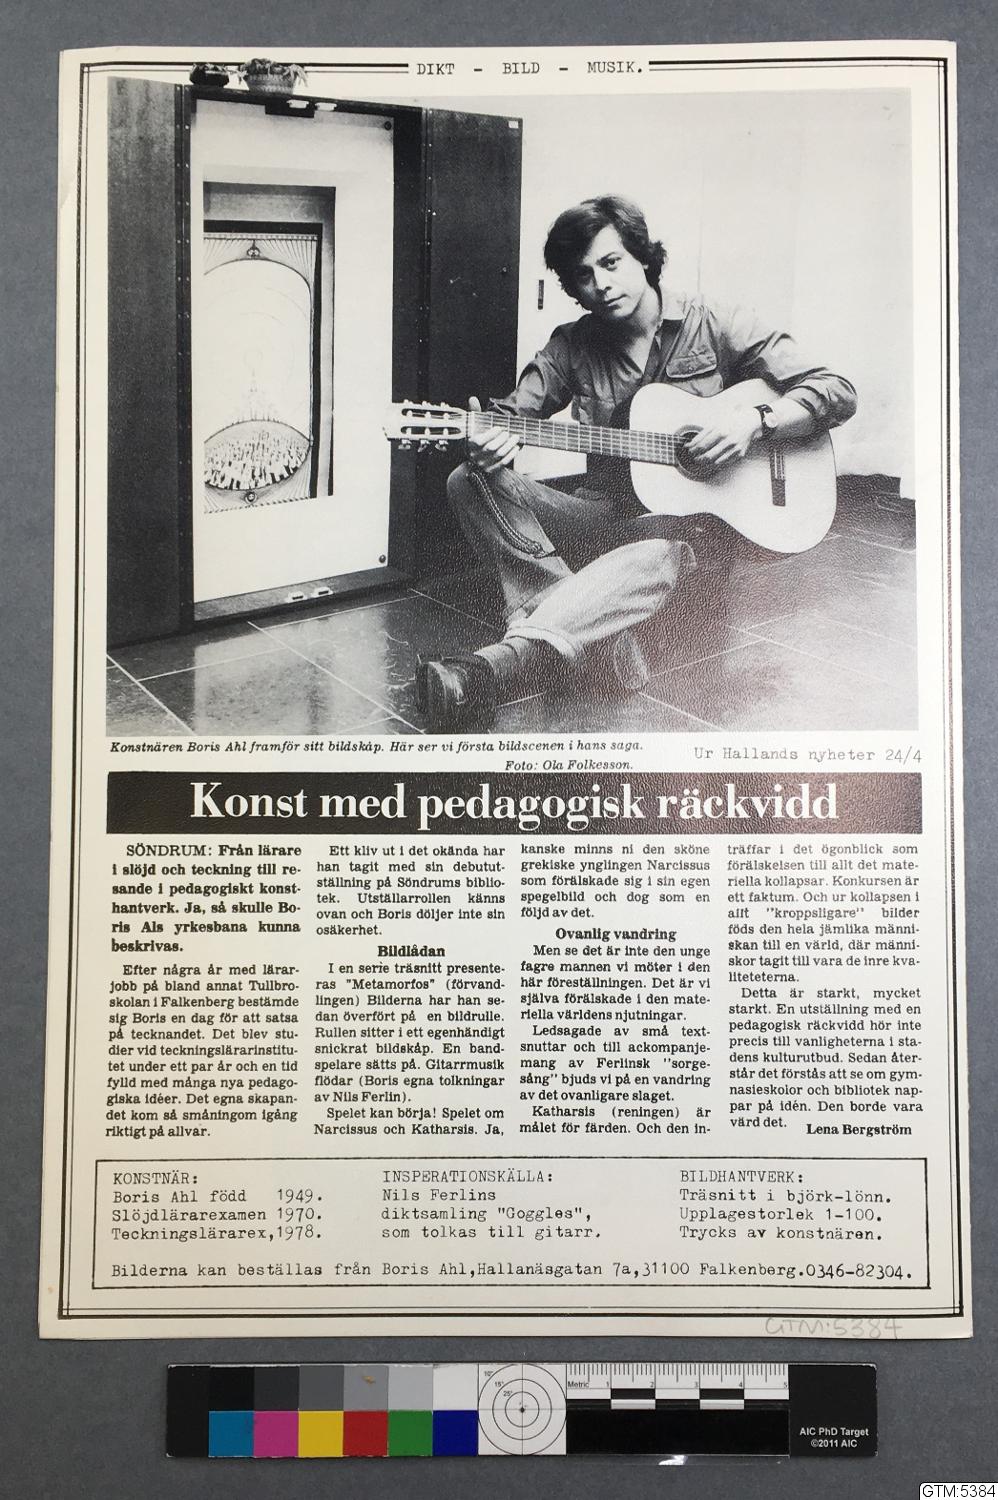 DIKT - BILD - MUSIK.
Konstnären Boris Ahl framför sitt bildskåp. Här ser vi första bildscenen i hans saga.
Foto: Ola Folkesson.
Ur Hallands nyheter 24/4
Konst med pedagogisk räckvidd
SÖNDRUM: Från lärare
i slöjd och teckning till re-
sande i pedagogiskt konst-
hantverk. Ja, så skulle Bo-
ris Als yrkesbana kunna
beskrivas.
Efter några år med lärar-
jobb på bland annat Tullbro-
skolan i Falkenberg bestämde
sig Boris en dag för att satsa
på tecknandet. Det blev stu-
dier vid teckningslärarinstitu-
tet under ett par år och en tid
fylld med många nya pedago-
giska idéer. Det egna skapan-
det kom så småningom igång
riktigt på allvar.
Ett kliv ut i det okända har
han tagit med sin debutut-
ställning på Söndrums biblio-
tek. Utställarrollen känns
ovan och Boris döljer inte sin
osäkerhet.
Bildlådan
I en serie träsnitt presente-
ras "Metamorfos" (förvand-
lingen) Bilderna har han se-
dan överfört på en bildrulle.
Rullen sitter i ett egenhändigt
snickrat bildskåp. En band-
spelare sätts på. Gitarrmusik
flödar (Boris egna tolkningar
av Nils Ferlin).
Spelet kan börja! Spelet om
Narcissus och Katharsis. Ja,
kanske minns ni den sköne
grekiske ynglingen Narcissus
som förälskade sig i sin egen
spegelbild och dog som en
följd av det.
Ovanlig vandring
Men se det är inte den unge
fagre mannen vi möter i den
här föreställningen. Det är vi
själva förälskade i den mate-
riella världens njutningar.
Ledsagade av små text-
snuttar och till ackompanje-
mang av Ferlinsk "sorge-
sång" bjuds vi på en vandring
av det ovanligare slaget.
Katharsis (reningen) är
målet för färden. Och den in-
träffar i det ögonblick som
förälskelsen till allt det mate-
riella kollapsar. Konkursen är
ett faktum. Och ur kollapsen i
allt "kroppsligare" bilder
föds den hela jämlika männi-
skan till en värld, där männi-
skor tagit till vara de inre kva-
liteteterna.
Detta är starkt, mycket
starkt. En utställning med en
pedagogisk räckvidd hör inte
precis till vanligheterna i sta-
dens kulturutbud. Sedan åter-
står det förstås att se om gym-
nasieskolor och bibliotek nap-
par på idén. Den borde vara
värd det.
Lena Bergström
KONSTNÄR:
Boris Ahl född 1949.
Slöjdlärarexamen 1970.
Teckningslärarex,1978.
INSPERATIONSKÄLLA:
Nils Ferlins
diktsamling "Goggles",
som tolkas till gitarr.
BILDHANTVERK:
Träsnitt i björk-lönn.
Upplagestorlek 1-100.
Trycks av konstnären.
Bilderna kan beställas från Boris Ahl,Hallanäsgatan 7a,31100 Falkenberg.0346-82304.
GTM:5384
10°
15°
25°
Metric 1 2 3 4 5
AIC PhD Target
©2011 AIC
GTM:5384